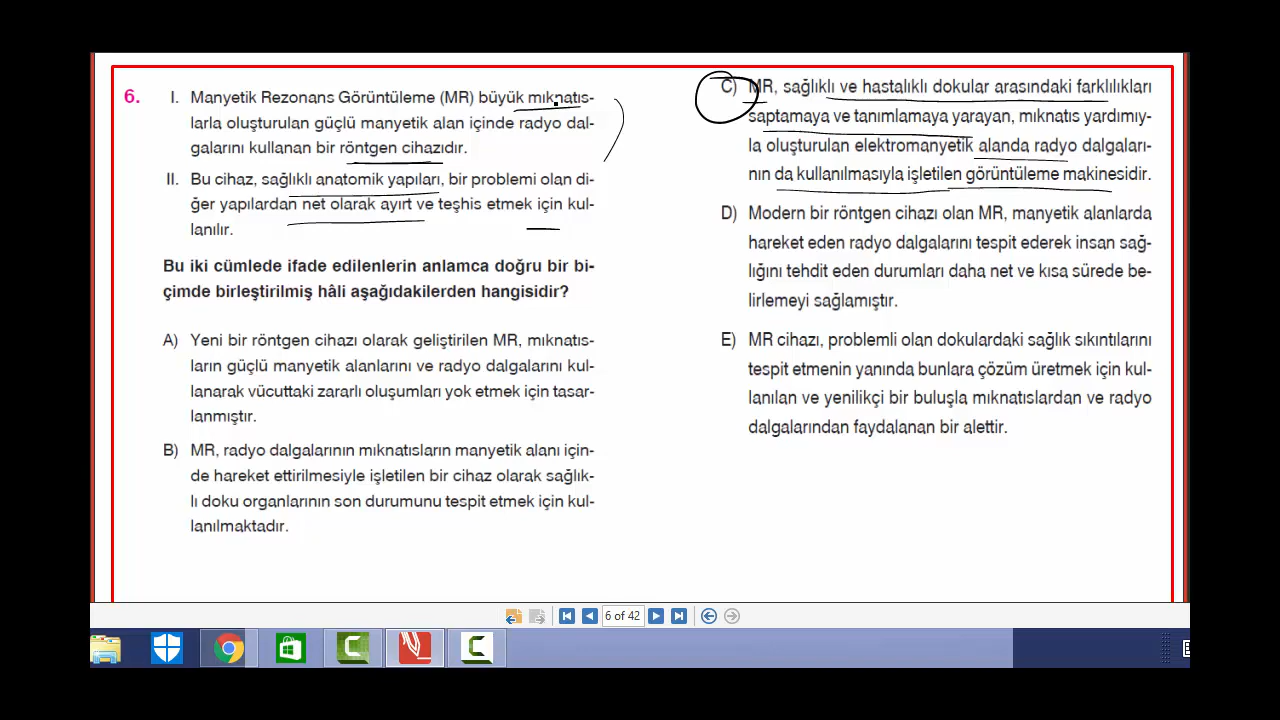 6.
I. Manyetik Rezonans Görüntüleme (MR) büyük mıknatıs-
larla oluşturulan güçlü manyetik alan içinde radyo dal-
galarını kullanan bir röntgen cihazıdır.
II. Bu cihaz, sağlıklı anatomik yapıları, bir problemi olan di-
ğer yapılardan net olarak ayırt ve teşhis etmek için kul-
lanılır.
Bu iki cümlede ifade edilenlerin anlamca doğru bir bi-
çimde birleştirilmiş hâli aşağıdakilerden hangisidir?
A) Yeni bir röntgen cihazı olarak geliştirilen MR, mıknatıs-
ların güçlü manyetik alanlarını ve radyo dalgalarını kul-
lanarak vücuttaki zararlı oluşumları yok etmek için tasar-
lanmıştır.
B) MR, radyo dalgalarının mıknatısların manyetik alanı için-
de hareket ettirilmesiyle işletilen bir cihaz olarak sağlık-
lı doku organlarının son durumunu tespit etmek için kul-
lanılmaktadır.
C) MR, sağlıklı ve hastalıklı dokular arasındaki farklılıkları
saptamaya ve tanımlamaya yarayan, mıknatıs yardımıy-
la oluşturulan elektromanyetik alanda radyo dalgaları-
nın da kullanılmasıyla işletilen görüntüleme makinesidir.
D) Modern bir röntgen cihazı olan MR, manyetik alanlarda
hareket eden radyo dalgalarını tespit ederek insan sağ-
lığını tehdit eden durumları daha net ve kısa sürede be-
lirlemeyi sağlamıştır.
E) MR cihazı, problemli olan dokulardaki sağlık sıkıntılarını
tespit etmenin yanında bunlara çözüm üretmek için kul-
lanılan ve yenilikçi bir buluşla mıknatıslardan ve radyo
dalgalarından faydalanan bir alettir.
6 of 42